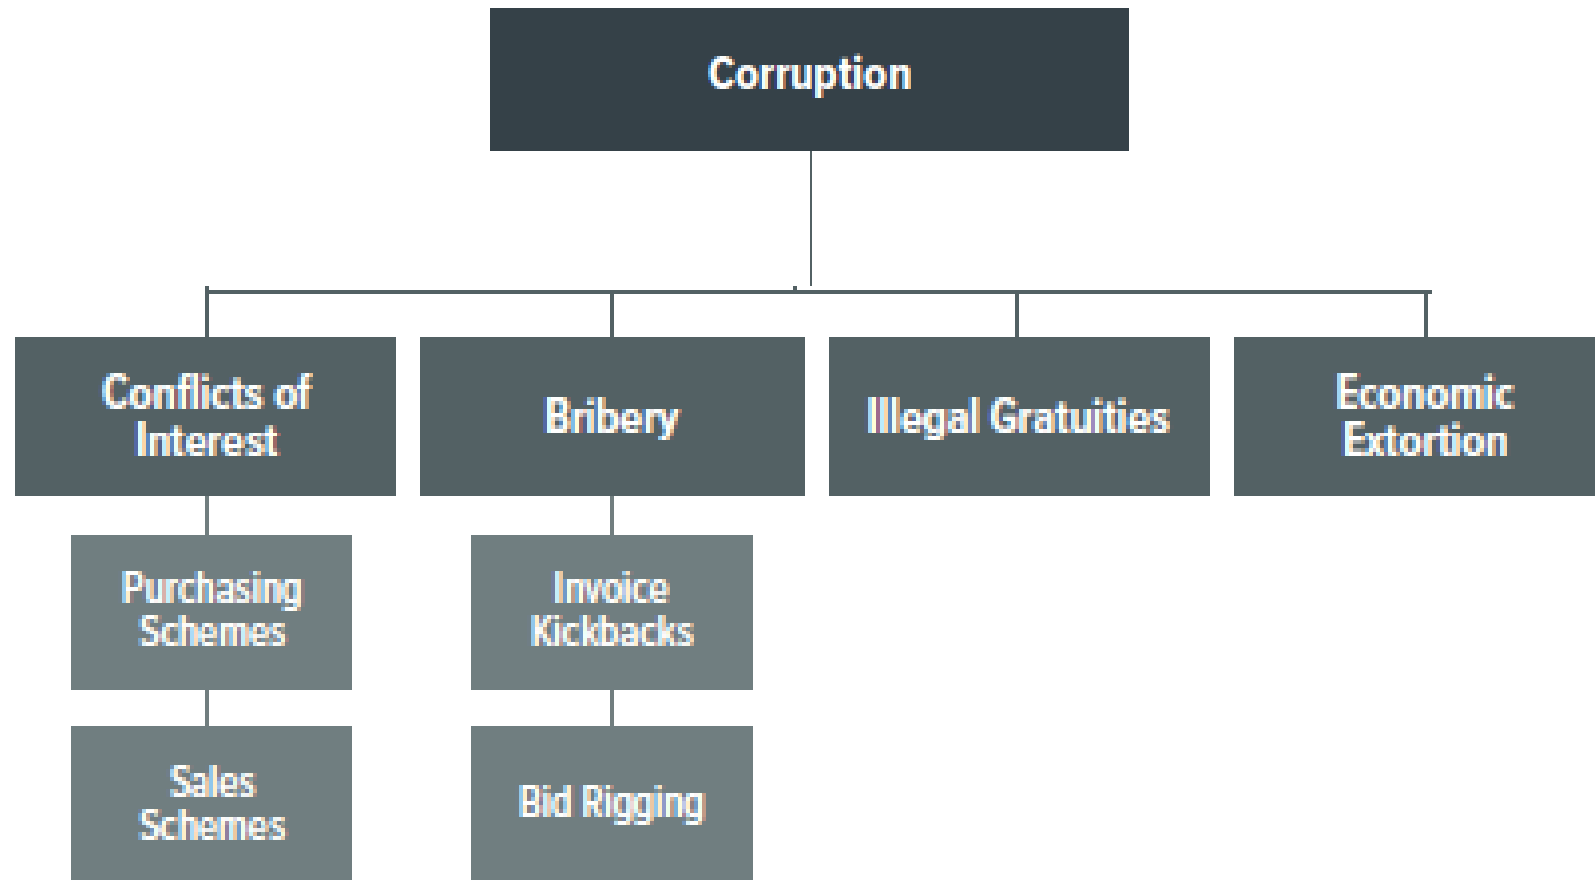 Corruption
Conflicts of
Interest
Bribery
Illegal Gratuities
Economic
Extortion
Purchasing
Schemes
Invoice
Kickbacks
Sales
Schemes
Bid Rigging